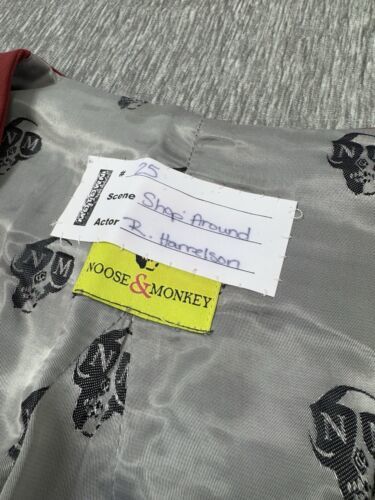 # 25
Scene Shop Around
Actor R. Harrelson
NOOSE & MONKEY
N M
N M
N M
N
N
N M